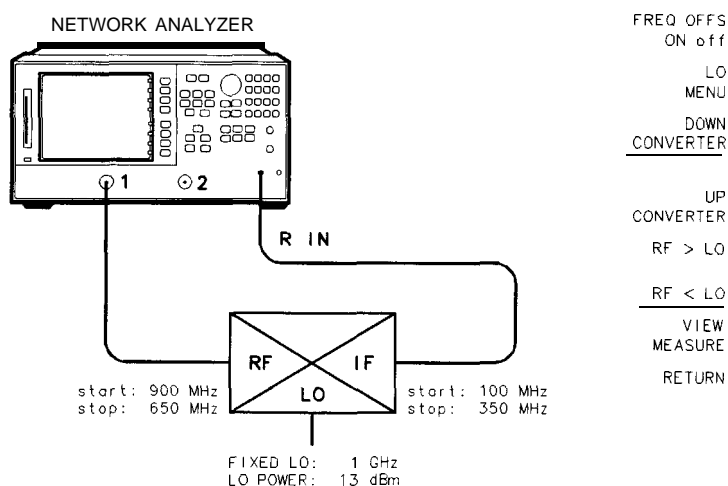 NETWORK ANALYZER
1
2
R IN
RF
IF
LO
start: 900 MHz
stop: 650 MHz
start: 100 MHz
stop: 350 MHz
FIXED LO: 1 GHz
LO POWER: 13 dBm
FREQ OFFS
ON off
LO
MENU
DOWN
CONVERTER
UP
CONVERTER
RF > LO
RF < LO
VIEW
MEASURE
RETURN